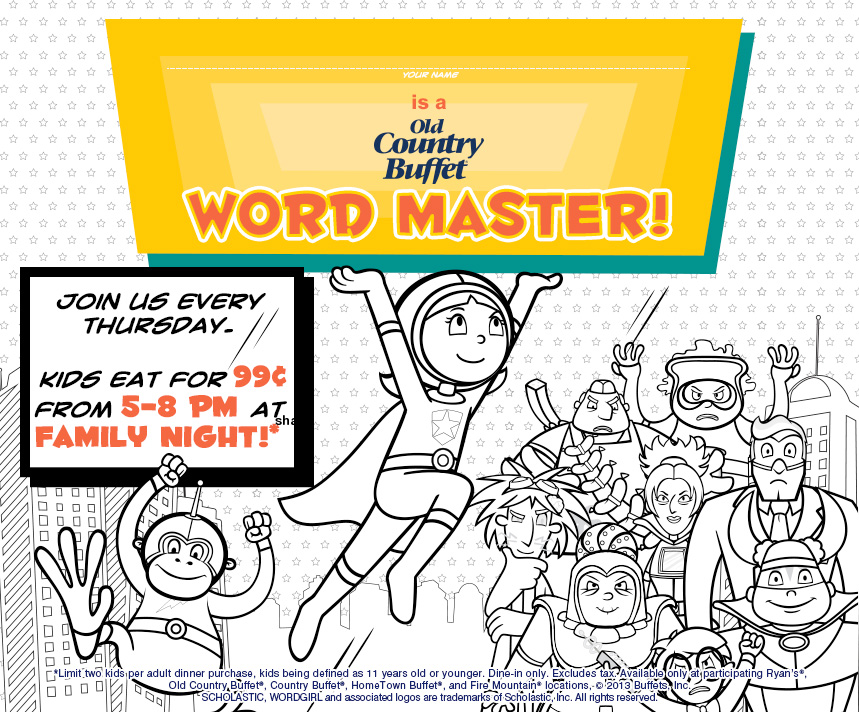 YOUR NAME
is a
Old
Country
Buffet®
WORD MASTER!
JOIN US EVERY
THURSDAY-
KIDS EAT FOR 99¢
FROM 5-8 PM AT
sha
FAMILY NIGHT!*
*Limit two kids per adult dinner purchase, kids being defined as 11 years old or younger. Dine-in only. Excludes tax. Available only at participating Ryan's®,
Old Country Buffet®, Country Buffet®, HomeTown Buffet®, and Fire Mountain® locations, © 2013 Buffets, Inc.
SCHOLASTIC, WORDGIRL and associated logos are trademarks of Scholastic, Inc. All rights reserved.